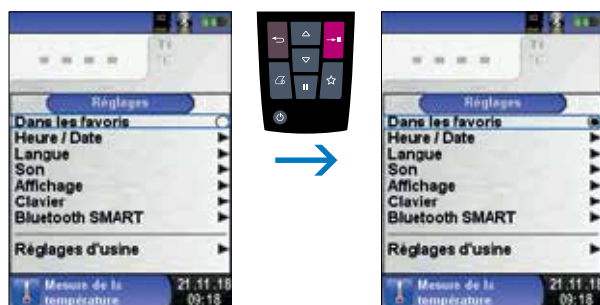 T1
°C
Réglages
Dans les favoris
Heure / Date
Langue
Son
Affichage
Clavier
Bluetooth SMART
Réglages d'usine
Mesure de la température
21.11.18
09:18
T1
°C
Réglages
Dans les favoris
Heure / Date
Langue
Son
Affichage
Clavier
Bluetooth SMART
Réglages d'usine
Mesure de la température
21.11.18
09:18